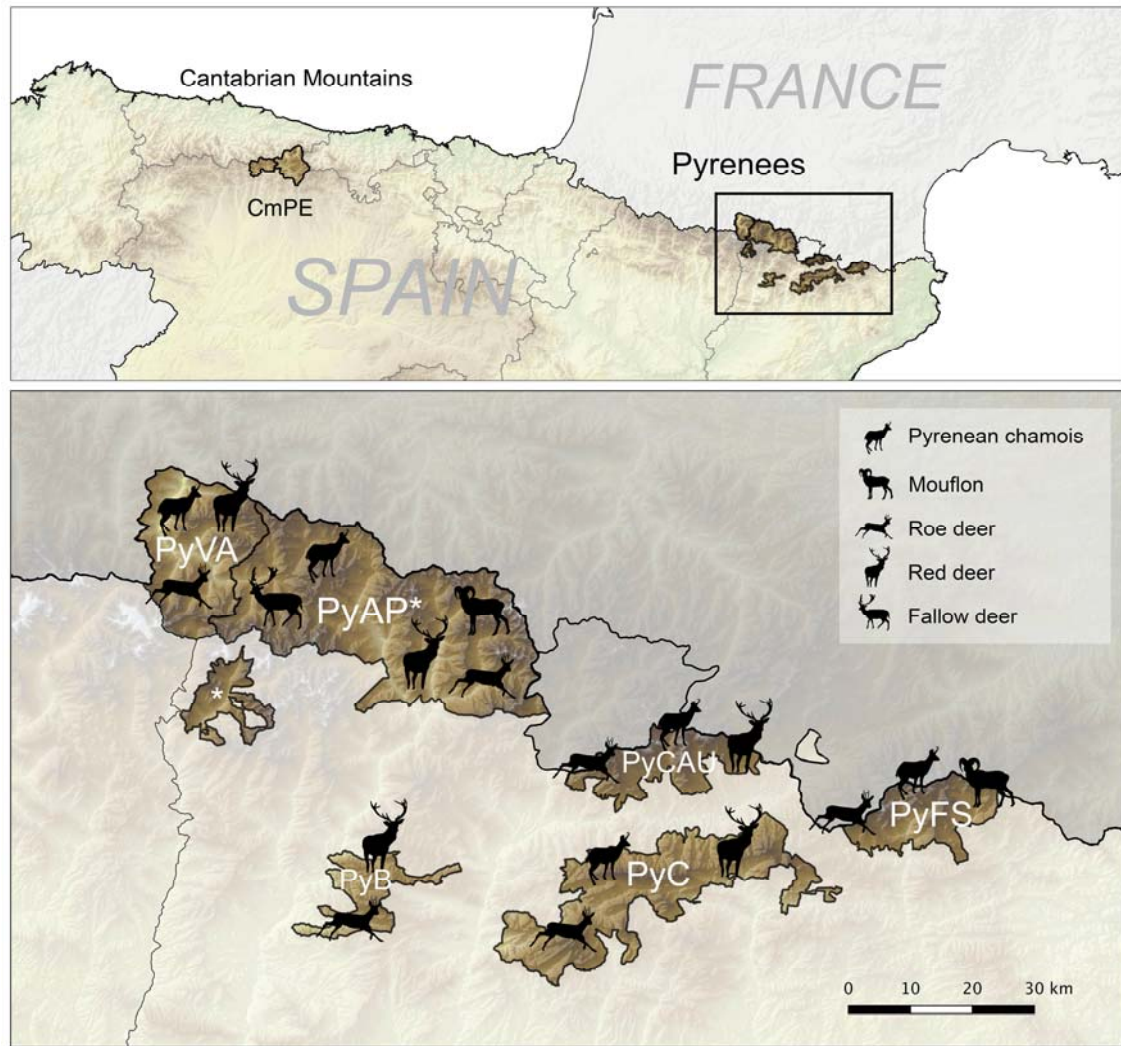 Cantabrian Mountains
FRANCE
Pyrenees
CmPE
SPAIN
Pyrenean chamois
Mouflon
Roe deer
Red deer
Fallow deer
PyVA
PyAP*
*
PyCAU
PyFS
PyB
PyC
0 10 20 30 km